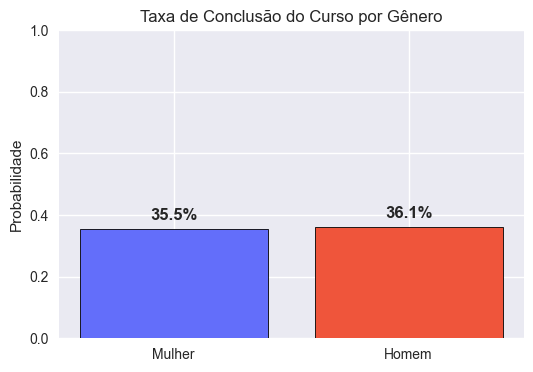 Taxa de Conclusão do Curso por Gênero
Probabilidade
1.0
0.8
0.6
0.4
0.2
0.0
35.5%
36.1%
Mulher
Homem